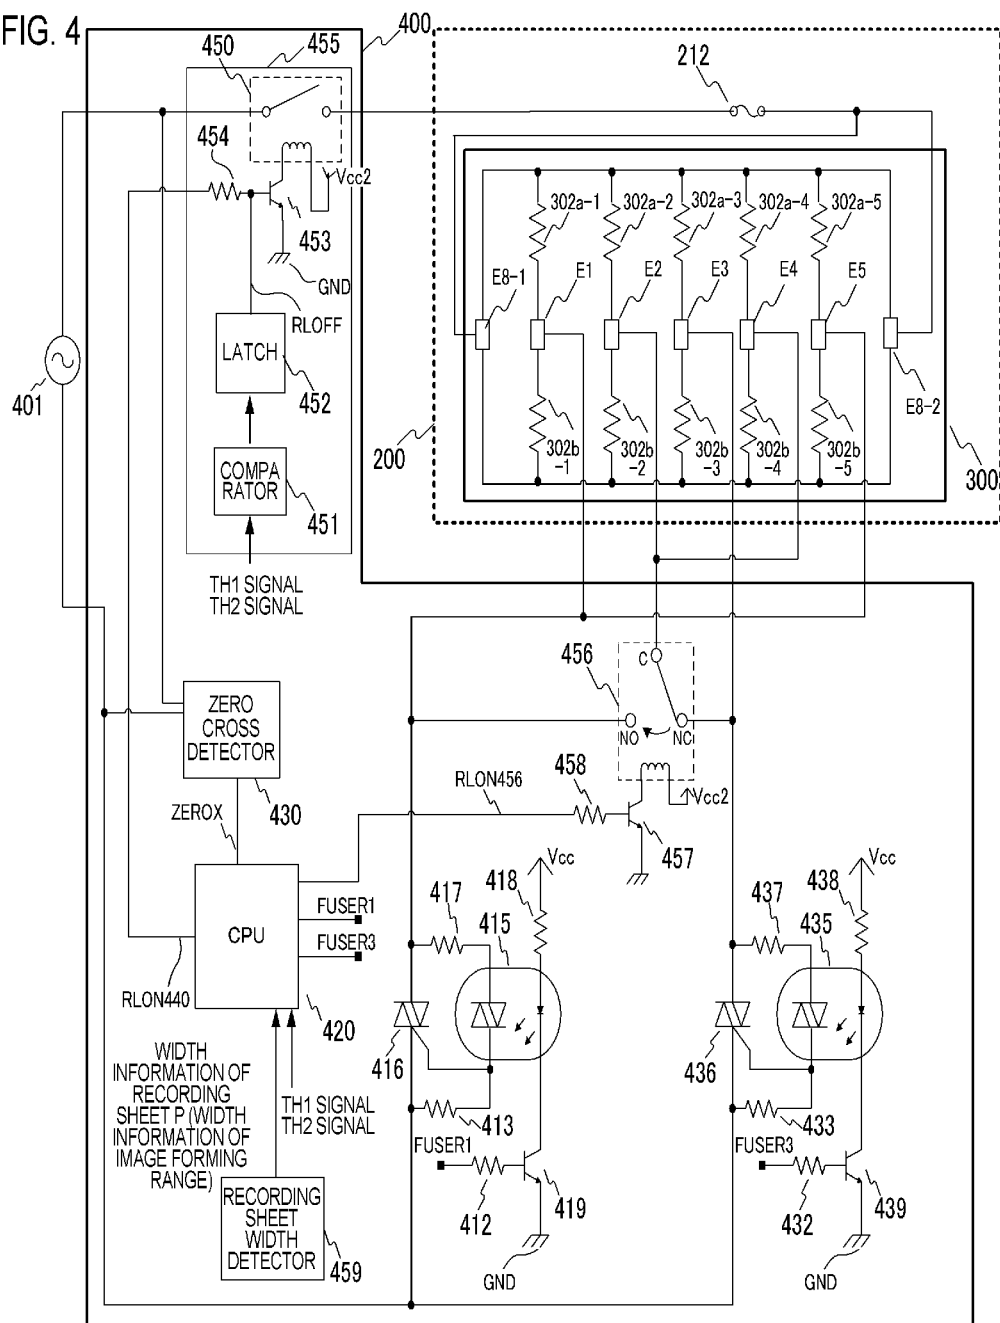 FIG. 4
400
450
455
212
454
Vcc2
453
GND
RLOFF
LATCH
452
401
COMPA
RATOR
451
TH1 SIGNAL
TH2 SIGNAL
200
300
302a-1
302a-2
302a-3
302a-4
302a-5
E8-1
E1
E2
E3
E4
E5
E8-2
302b
-1
302b
-2
302b
-3
302b
-4
302b
-5
456
C
NO
NC
Vcc2
ZERO
CROSS
DETECTOR
430
ZEROX
RLON456
458
457
CPU
FUSER1
FUSER3
RLON440
420
WIDTH
INFORMATION OF
RECORDING
SHEET P (WIDTH
INFORMATION OF
IMAGE FORMING
RANGE)
TH1 SIGNAL
TH2 SIGNAL
RECORDING
SHEET
WIDTH
DETECTOR
459
Vcc
418
417
415
416
413
FUSER1
412
419
GND
Vcc
438
437
435
436
433
FUSER3
432
439
GND